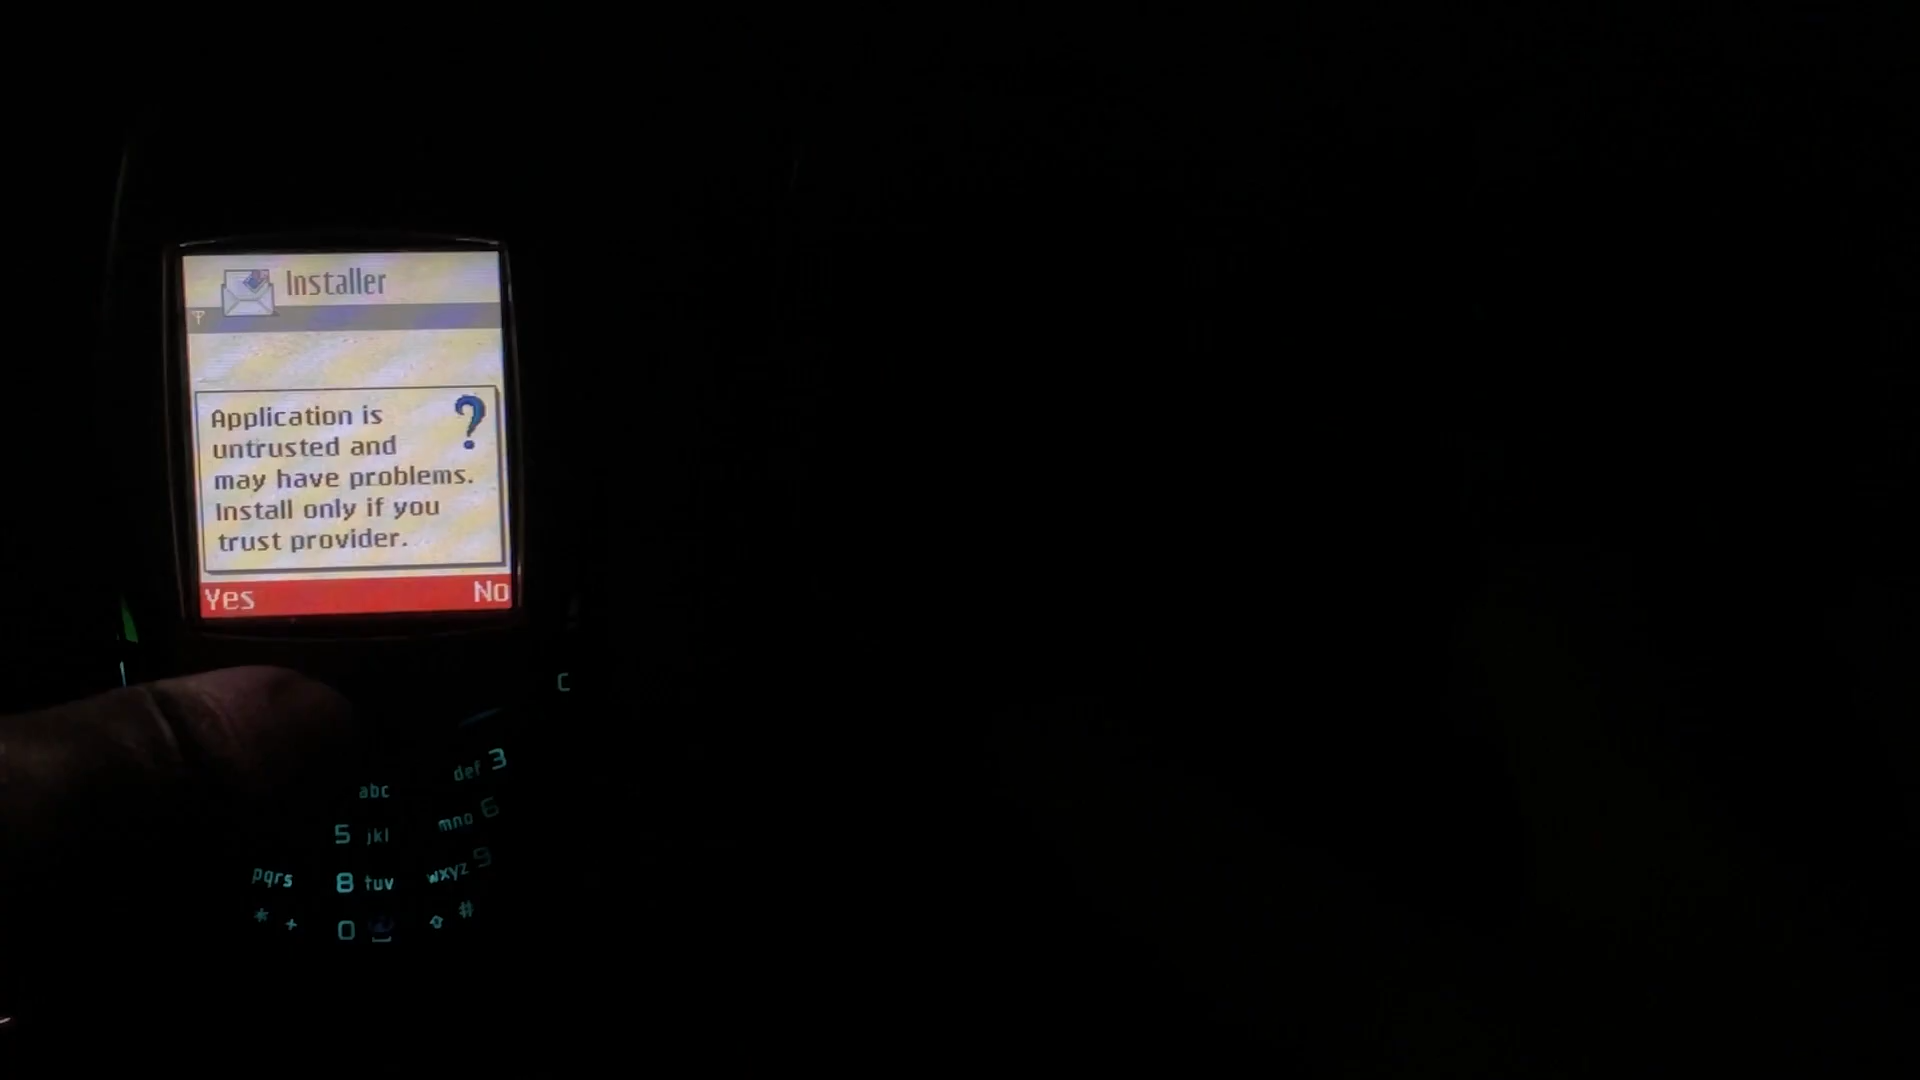 Installer
Application is
untrusted and
may have problems.
Install only if you
trust provider.
Yes No
C
abc def 3
5 jkl mno 6
pqrs 8 tuv wxyz 9
* + 0 #